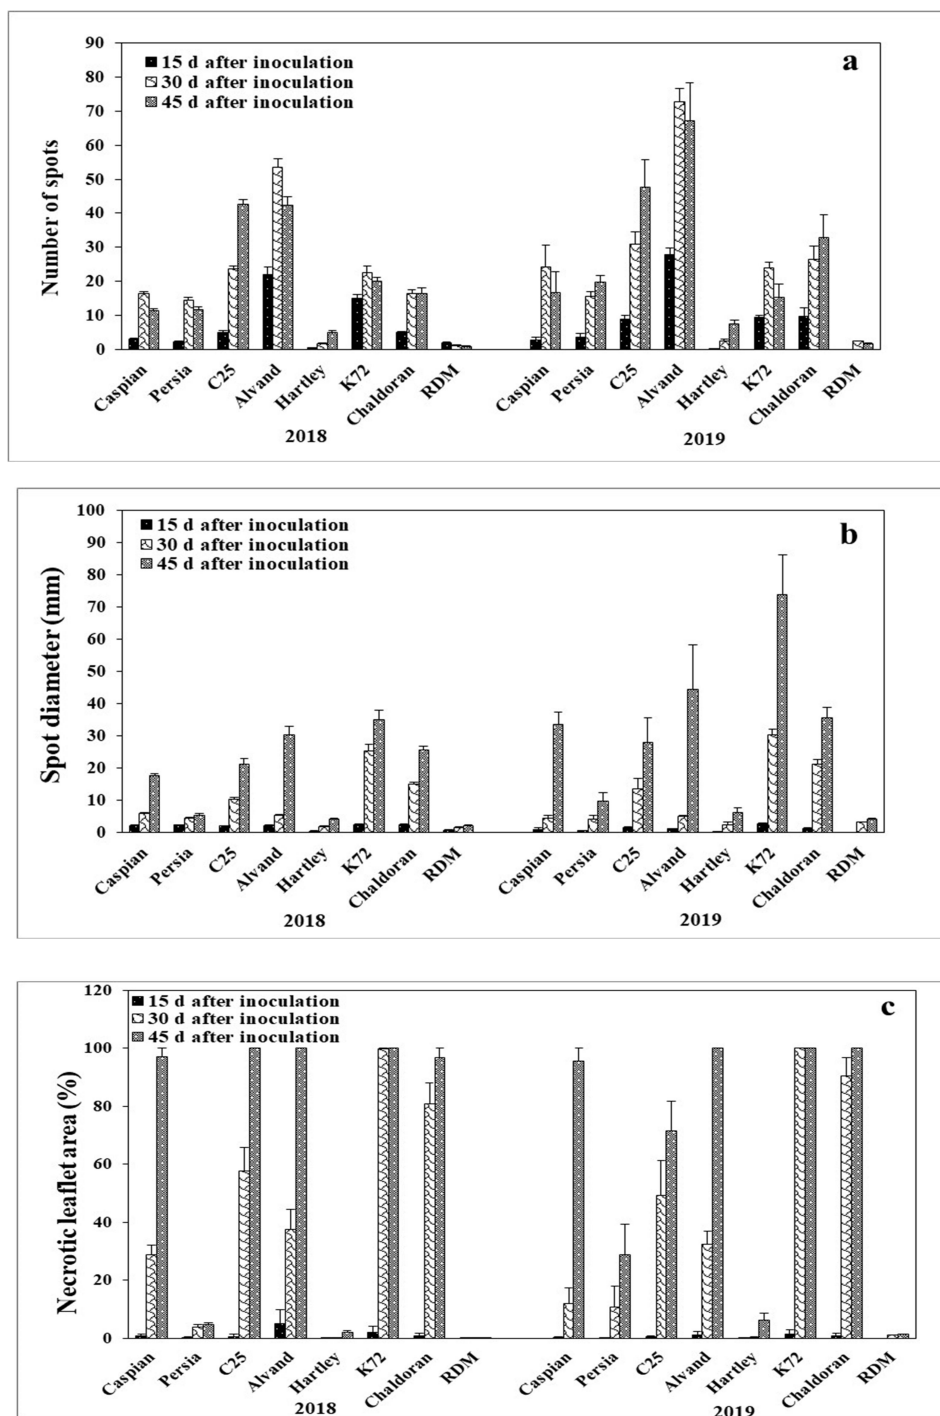 a
90
80
70
60
50
40
30
20
10
0
Number of spots
15 d after inoculation
30 d after inoculation
45 d after inoculation
Caspian Persia C25 Alvand Hartley K72 Chaldoran RDM Caspian Persia C25 Alvand Hartley K72 Chaldoran RDM
2018 2019
b
100
90
80
70
60
50
40
30
20
10
0
Spot diameter (mm)
15 d after inoculation
30 d after inoculation
45 d after inoculation
Caspian Persia C25 Alvand Hartley K72 Chaldoran RDM Caspian Persia C25 Alvand Hartley K72 Chaldoran RDM
2018 2019
c
120
100
80
60
40
20
0
Necrotic leaflet area (%)
15 d after inoculation
30 d after inoculation
45 d after inoculation
Caspian Persia C25 Alvand Hartley K72 Chaldoran RDM Caspian Persia C25 Alvand Hartley K72 Chaldoran RDM
2018 2019